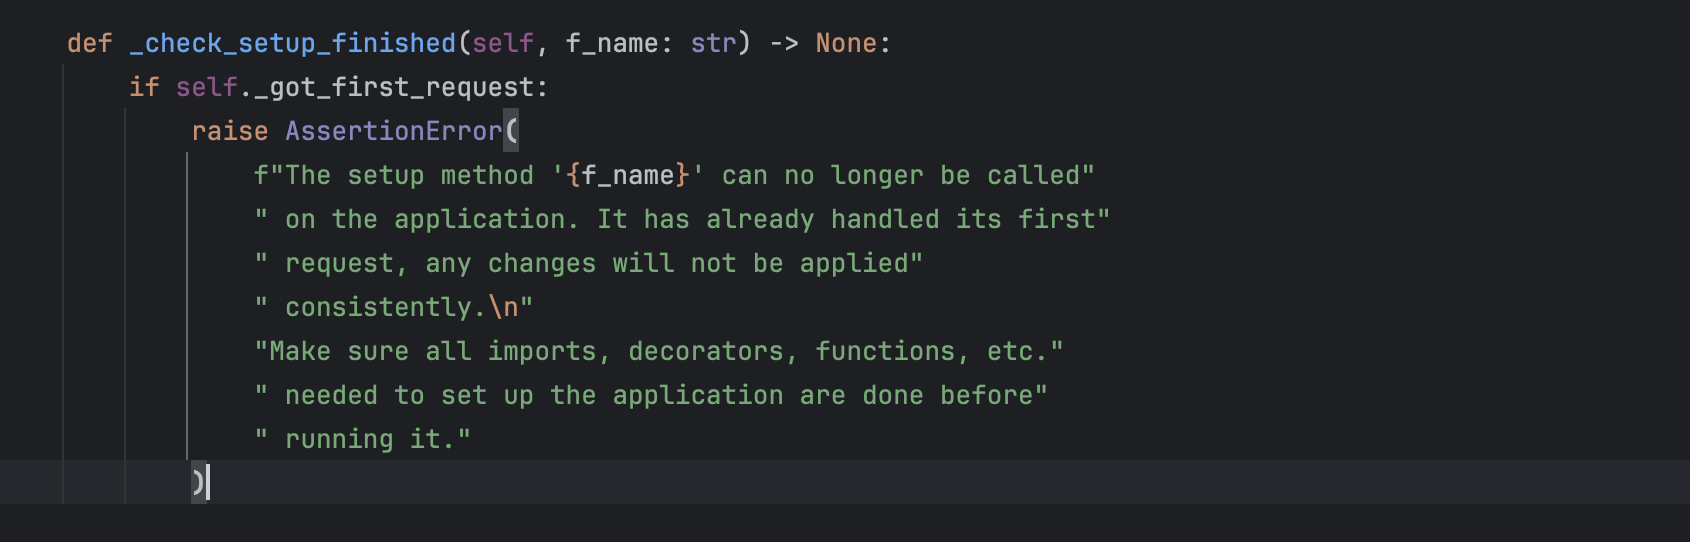 def _check_setup_finished(self, f_name: str) -> None:
    if self._got_first_request:
        raise AssertionError(
            f"The setup method '{f_name}' can no longer be called"
            " on the application. It has already handled its first"
            " request, any changes will not be applied"
            " consistently.\n"
            "Make sure all imports, decorators, functions, etc."
            " needed to set up the application are done before"
            " running it."
        )